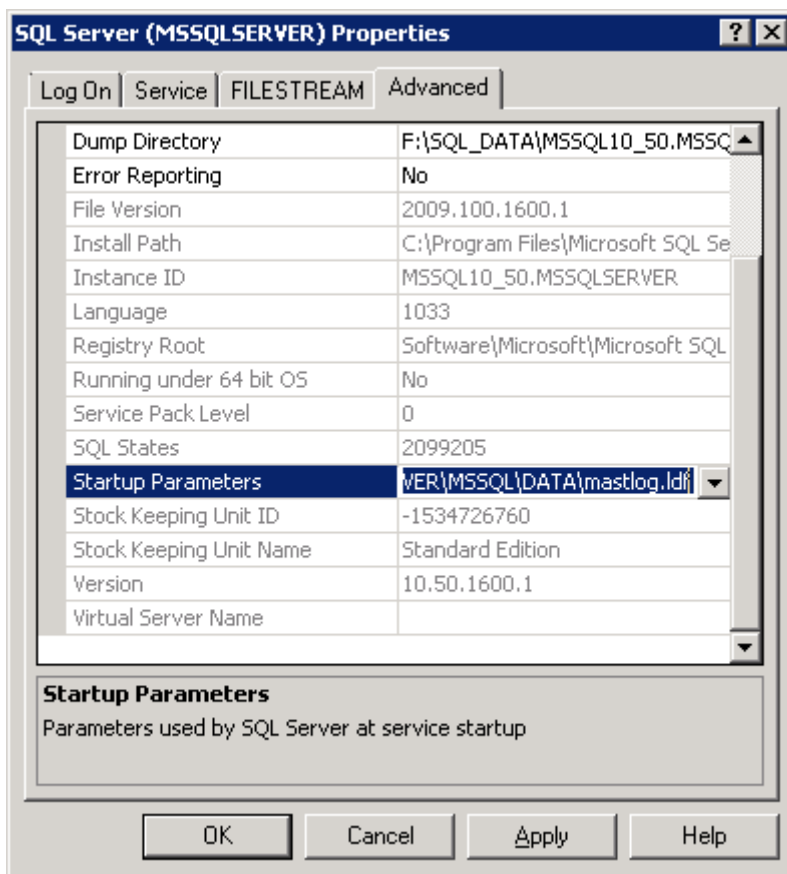 SQL Server (MSSQLSERVER) Properties
Log On Service FILESTREAM Advanced
Dump Directory F:\SQL_DATA\MSSQL10_50.MSSQ
Error Reporting No
File Version 2009.100.1600.1
Install Path C:\Program Files\Microsoft SQL Se
Instance ID MSSQL10_50.MSSQLSERVER
Language 1033
Registry Root Software\Microsoft\Microsoft SQL
Running under 64 bit OS No
Service Pack Level 0
SQL States 2099205
Startup Parameters VER\MSSQL\DATA\mastlog.ldf
Stock Keeping Unit ID -1534726760
Stock Keeping Unit Name Standard Edition
Version 10.50.1600.1
Virtual Server Name
Startup Parameters
Parameters used by SQL Server at service startup
OK Cancel Apply Help